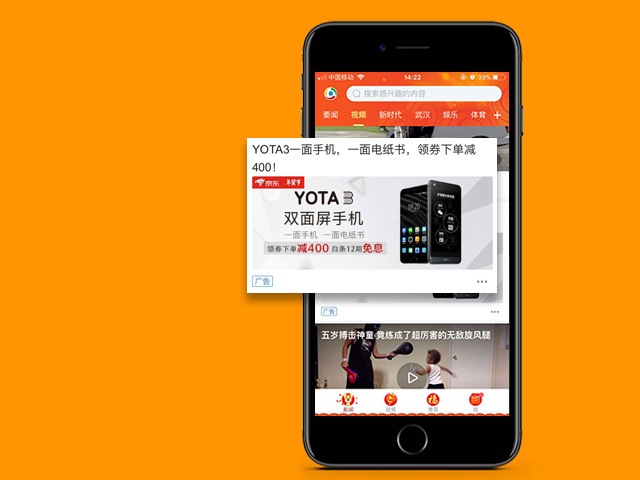 中国移动
14:22
39%
搜索感兴趣的内容
要闻 视频 新时代 武汉 娱乐 体育
YOTA3一面手机，一面电纸书，领券下单减
400！
京东 年货节
YOTA 3
双面屏手机
一面手机 一面电纸书
领券下单减400 白条12期免息
广告
广告
五岁搏击神童 竟练成了超厉害的无敌旋风腿
新闻 视频 推荐 我